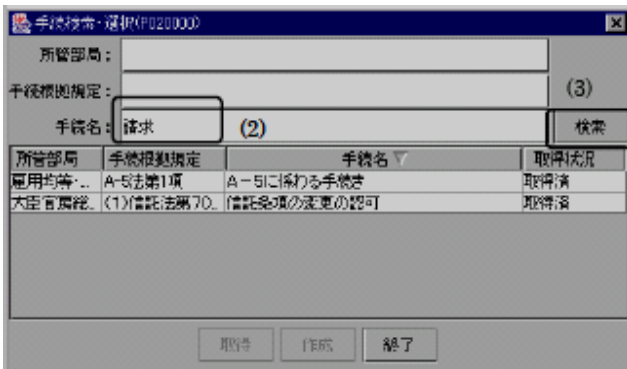 手続検索・選択(P020000)
所管部局：
手続根拠規定：
(3)
手続名： 請求 (2) 検索
所管部局 手続根拠規定 手続名 ▽ 取得状況
雇用均等・... A-5法第1項 A－5に係わる手続き 取得済
大臣官房総... (1)信託法第70... 信託条項の変更の認可 取得済
取得 作成 終了